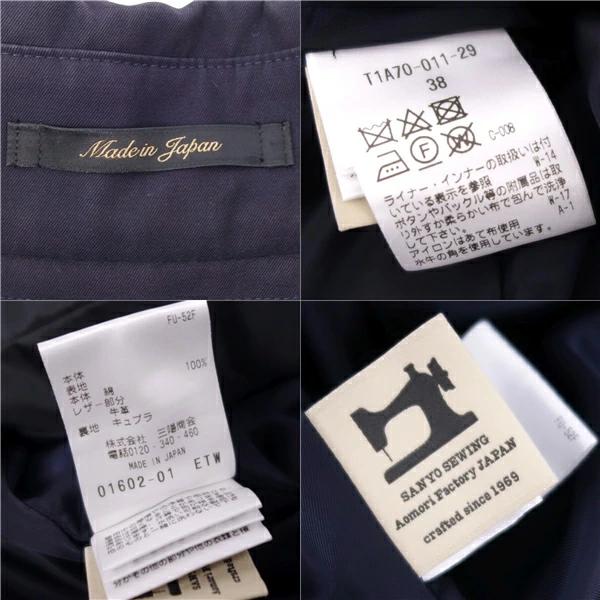 Made in Japan
T1A70-011-29
38
C-008
ライナー・インナーの取扱いは付
いている表示を参照
W-14
ボタンやバックル等の附属品は取
り外すか柔らかい布で包んで洗浄
して下さい。
W-17
アイロンはあて布使用
A-1
水牛の角を使用しています。
FU-52F
100%
本体
表地
本体 綿
レザー部分
牛革
裏地 キュプラ
株式会社 三陽商会
電話0120-340-460
MADE IN JAPAN
01602-01 ETW
SANYO SEWING
Aomori Factory JAPAN
crafted since 1969